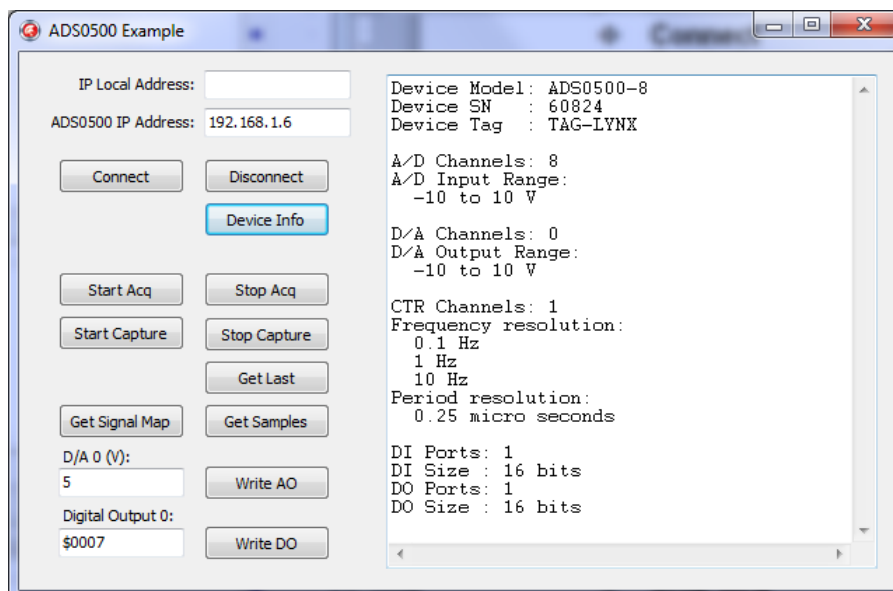 ADS0500 Example
Connect
IP Local Address:
ADS0500 IP Address: 192.168.1.6
Connect Disconnect
Device Info
Start Acq Stop Acq
Start Capture Stop Capture
Get Last
Get Signal Map Get Samples
D/A 0 (V):
5 Write AO
Digital Output 0:
$0007 Write DO
Device Model: ADS0500-8
Device SN : 60824
Device Tag : TAG-LYNX
A/D Channels: 8
A/D Input Range:
-10 to 10 V
D/A Channels: 0
D/A Output Range:
-10 to 10 V
CTR Channels: 1
Frequency resolution:
0.1 Hz
1 Hz
10 Hz
Period resolution:
0.25 micro seconds
DI Ports: 1
DI Size : 16 bits
DO Ports: 1
DO Size : 16 bits